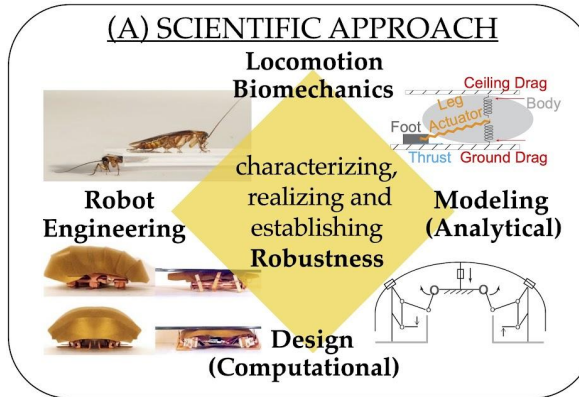 (A) SCIENTIFIC APPROACH
Locomotion
Biomechanics
Ceiling Drag
Leg
Actuator
Body
Foot
Thrust
Ground Drag
characterizing,
realizing and
establishing
Robustness
Robot
Engineering
Modeling
(Analytical)
Design
(Computational)